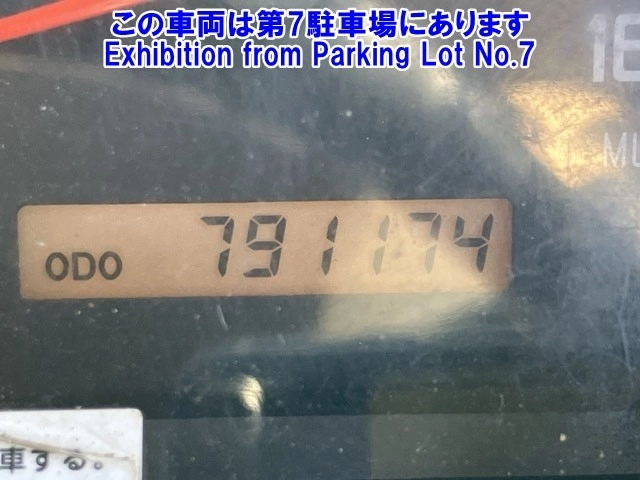 この車両は第7駐車場にあります
Exhibition from Parking Lot No.7
ODO 791174
車する。